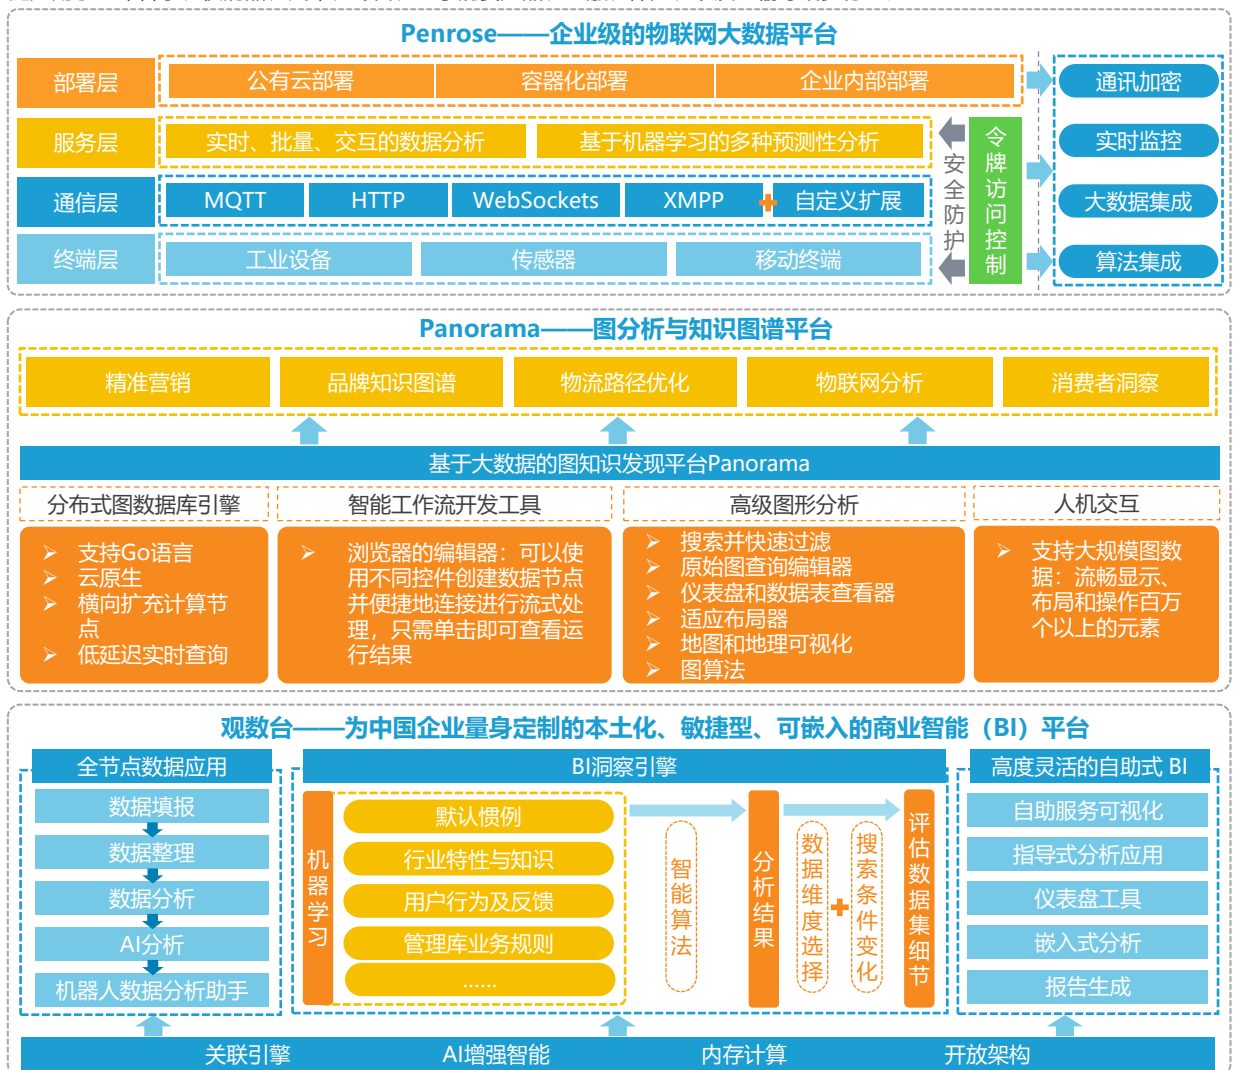 Penrose——企业级的物联网大数据平台
部署层
公有云部署
容器化部署
企业内部部署
服务层
实时、批量、交互的数据分析
基于机器学习的多种预测性分析
通信层
MQTT
HTTP
WebSockets
XMPP
自定义扩展
终端层
工业设备
传感器
移动终端
安全防护
令牌访问控制
通讯加密
实时监控
大数据集成
算法集成
Panorama——图分析与知识图谱平台
精准营销
品牌知识图谱
物流路径优化
物联网分析
消费者洞察
基于大数据的图知识发现平台Panorama
分布式图数据库引擎
支持Go语言
云原生
横向扩充计算节
点
低延迟实时查询
智能工作流开发工具
浏览器的编辑器：可以使
用不同控件创建数据节点
并便捷地连接进行流式处
理，只需单击即可查看运
行结果
高级图形分析
搜索并快速过滤
原始图查询编辑器
仪表盘和数据表查看器
适应布局器
地图和地理可视化
图算法
人机交互
支持大规模图数
据：流畅显示、
布局和操作百万
个以上的元素
观数台——为中国企业量身定制的本土化、敏捷型、可嵌入的商业智能（BI）平台
全节点数据应用
数据填报
数据整理
数据分析
AI分析
机器人数据分析助手
BI洞察引擎
机器学习
默认惯例
行业特性与知识
用户行为及反馈
管理库业务规则
......
智能算法
分析结果
数据维度选择
搜索条件变化
评估数据集细节
高度灵活的自助式 BI
自助服务可视化
指导式分析应用
仪表盘工具
嵌入式分析
报告生成
关联引擎
AI增强智能
内存计算
开放架构